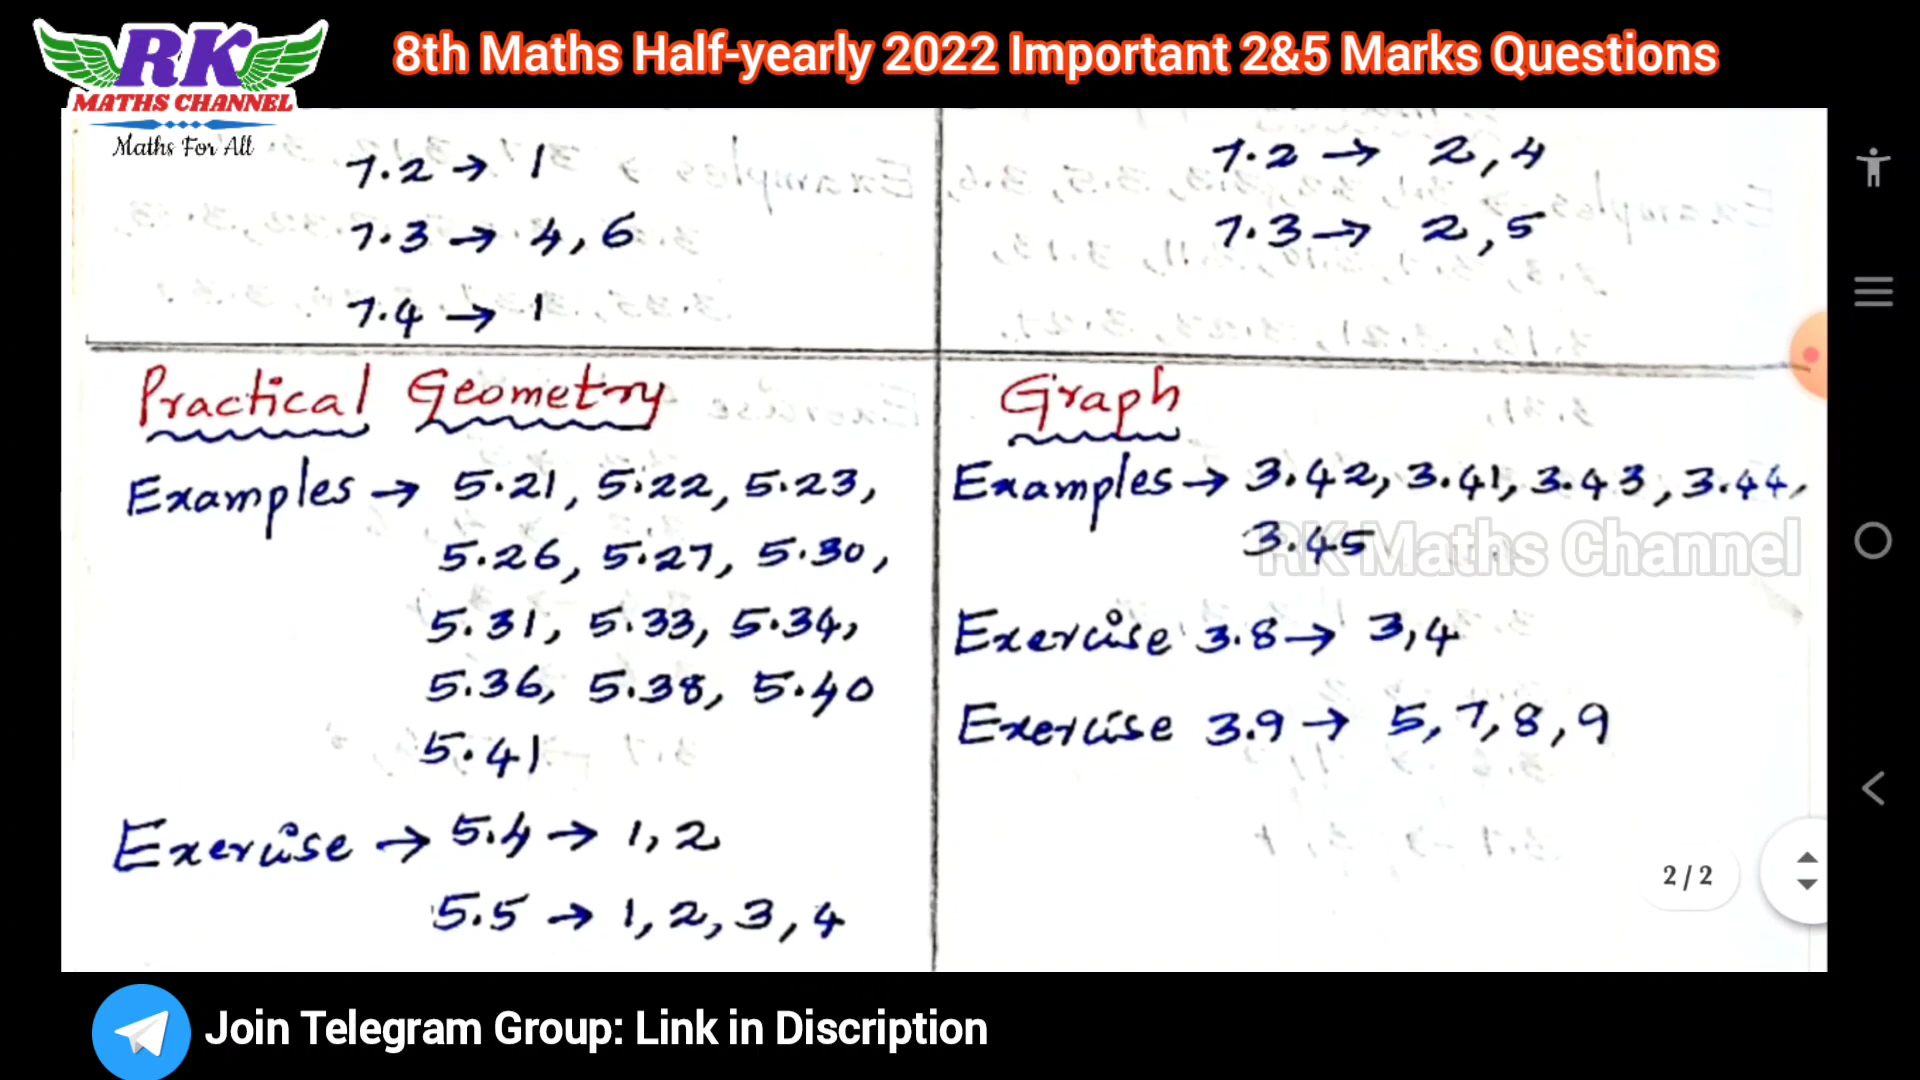 RK
MATHS CHANNEL
Maths For All
8th Maths Half-yearly 2022 Important 2&5 Marks Questions
7.2 → 1
7.3 → 4, 6
7.4 → 1
7.2 → 2, 4
7.3 → 2, 5
Practical Geometry
Examples → 5.21, 5.22, 5.23,
5.26, 5.27, 5.30,
5.31, 5.33, 5.34,
5.36, 5.38, 5.40
5.41
Exercise → 5.4 → 1, 2
5.5 → 1, 2, 3, 4
Graph
Examples → 3.42, 3.41, 3.43, 3.44,
3.45
RK Maths Channel
Exercise 3.8 → 3, 4
Exercise 3.9 → 5, 7, 8, 9
2 / 2
Join Telegram Group: Link in Discription